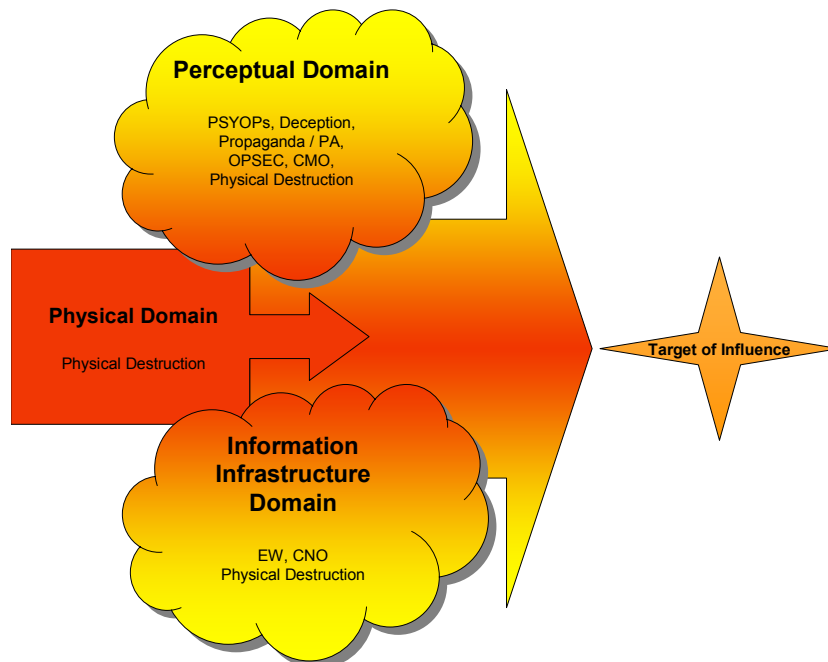 Perceptual Domain
PSYOPs, Deception,
Propaganda / PA,
OPSEC, CMO,
Physical Destruction
Physical Domain
Physical Destruction
Target of Influence
Information
Infrastructure
Domain
EW, CNO
Physical Destruction